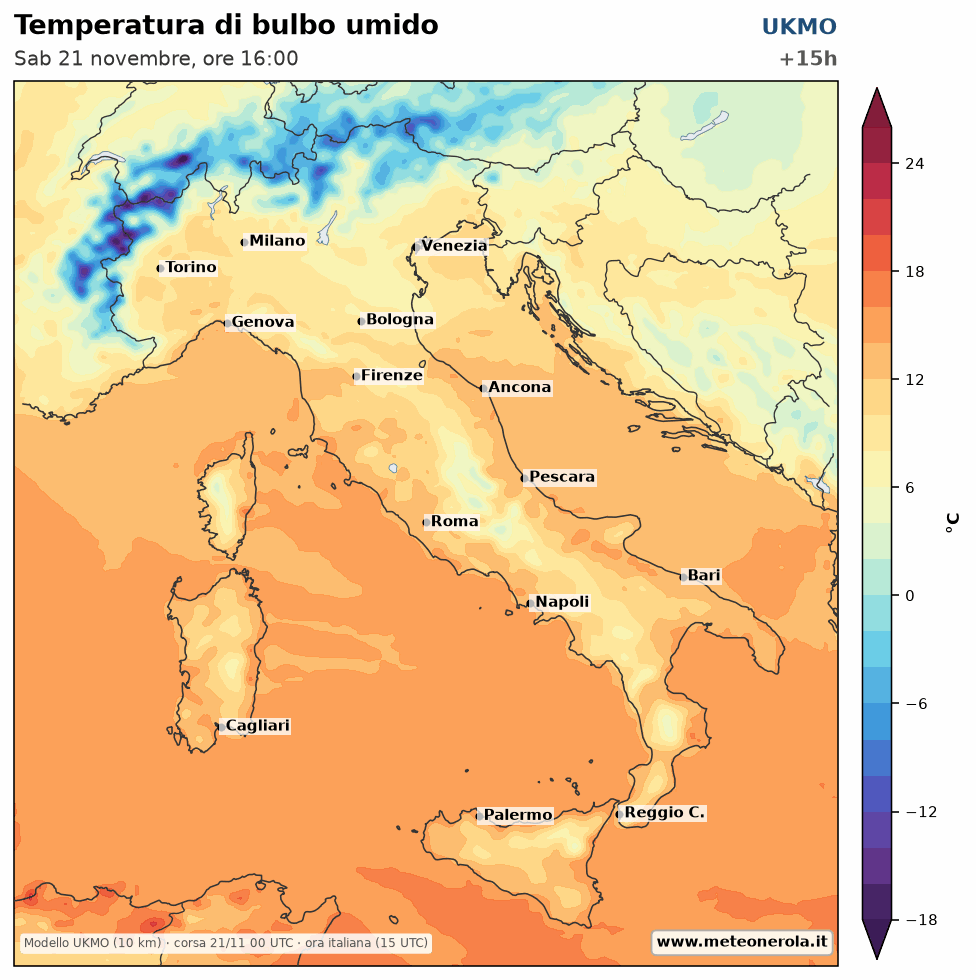 Temperatura di bulbo umido
UKMO
Sab 21 novembre, ore 16:00
+15h
Milano
Venezia
Torino
Genova
Bologna
Firenze
Ancona
Pescara
Roma
Bari
Napoli
Cagliari
Palermo
Reggio C.
24
18
12
6
0
−6
−12
−18
°C
Modello UKMO (10 km) · corsa 21/11 00 UTC · ora italiana (15 UTC)
www.meteonerola.it